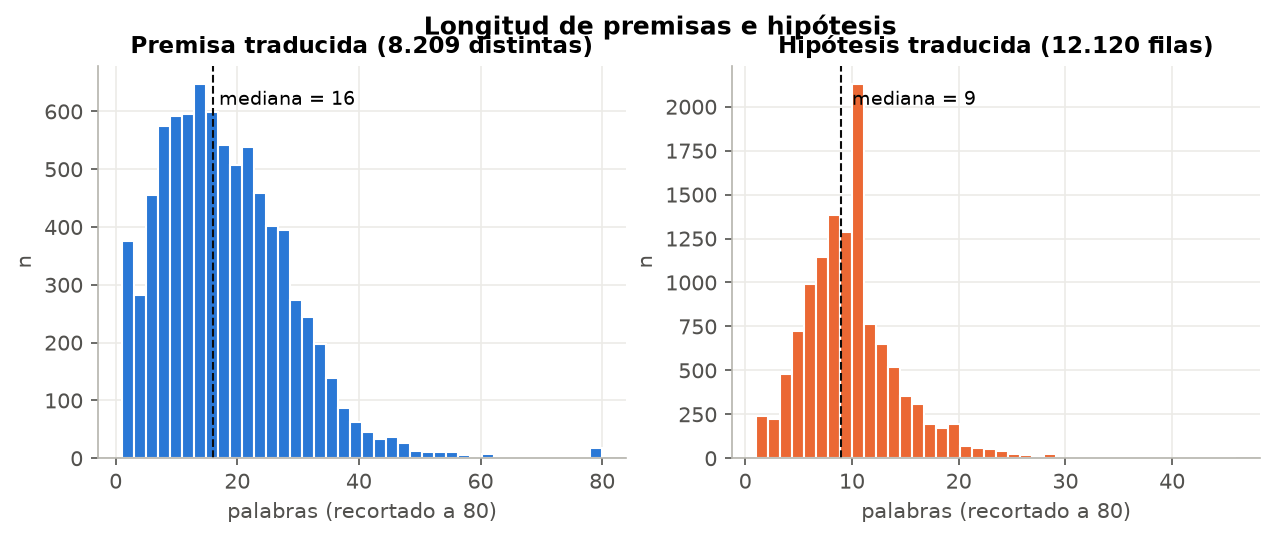 Longitud de premisas e hipótesis
Premisa traducida (8.209 distintas)
mediana = 16
n
600
500
400
300
200
100
0
0 20 40 60 80
palabras (recortado a 80)
Hipótesis traducida (12.120 filas)
mediana = 9
n
2000
1750
1500
1250
1000
750
500
250
0
0 10 20 30 40
palabras (recortado a 80)